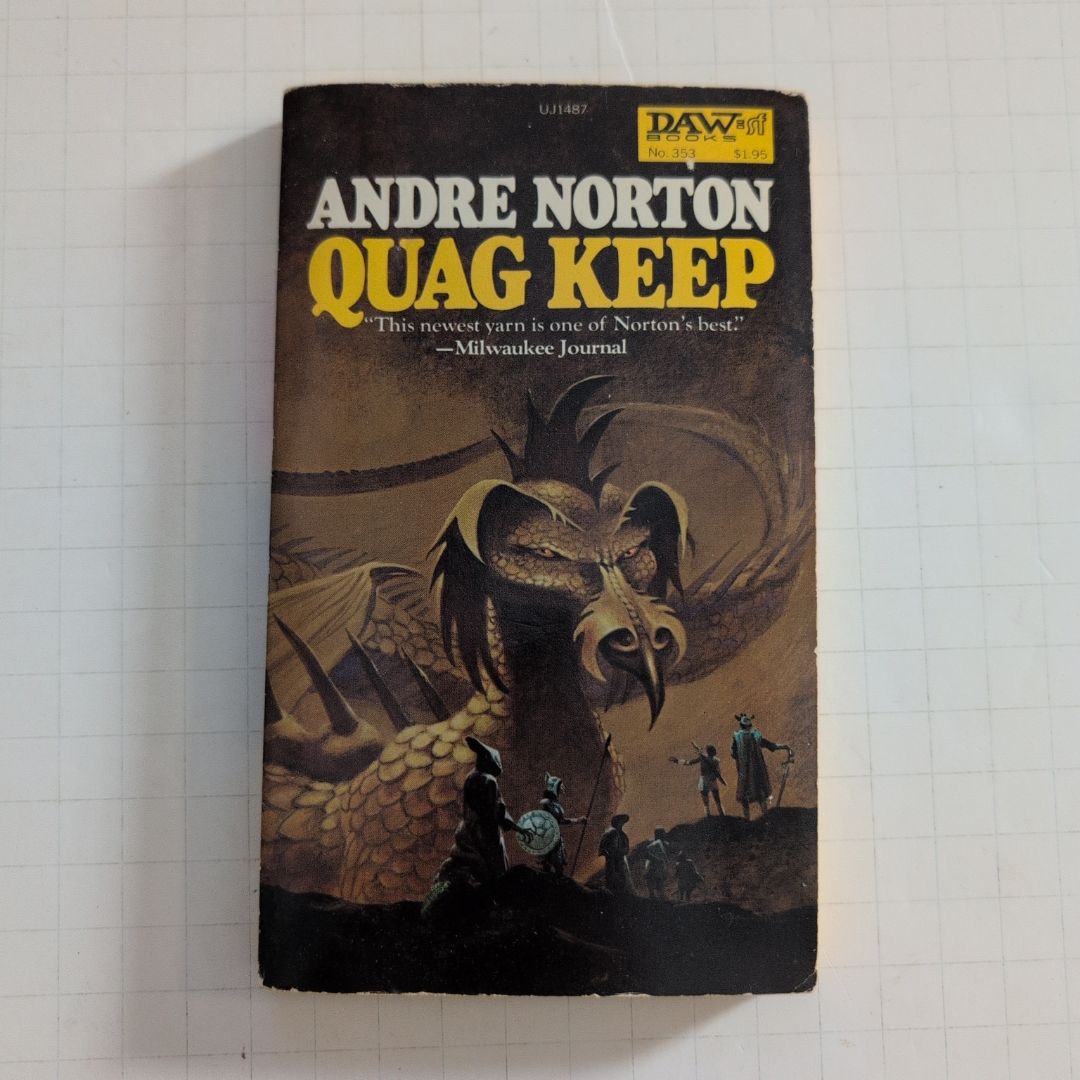 UJ1487
DAW=sf
BOOKS
No. 353 $1.95
ANDRE NORTON
QUAG KEEP
“This newest yarn is one of Norton's best.”
—Milwaukee Journal